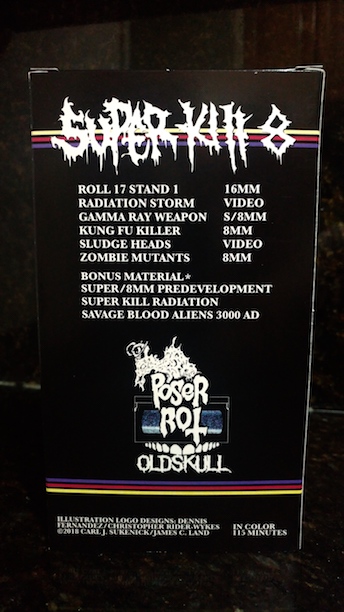 SUPER KILL 8
ROLL 17 STAND 1 16MM
RADIATION STORM VIDEO
GAMMA RAY WEAPON S/8MM
KUNG FU KILLER 8MM
SLUDGE HEADS VIDEO
ZOMBIE MUTANTS 8MM
BONUS MATERIAL*
SUPER/8MM PREDEVELOPMENT
SUPER KILL RADIATION
SAVAGE BLOOD ALIENS 3000 AD
POSER
ROT
OLDSKULL
ILLUSTRATION LOGO DESIGNS: DENNIS
FERNANDEZ/CHRISTOPHER RIDER-WYKES
©2018 CARL J. SUKENICK/JAMES C. LAND
IN COLOR
115 MINUTES